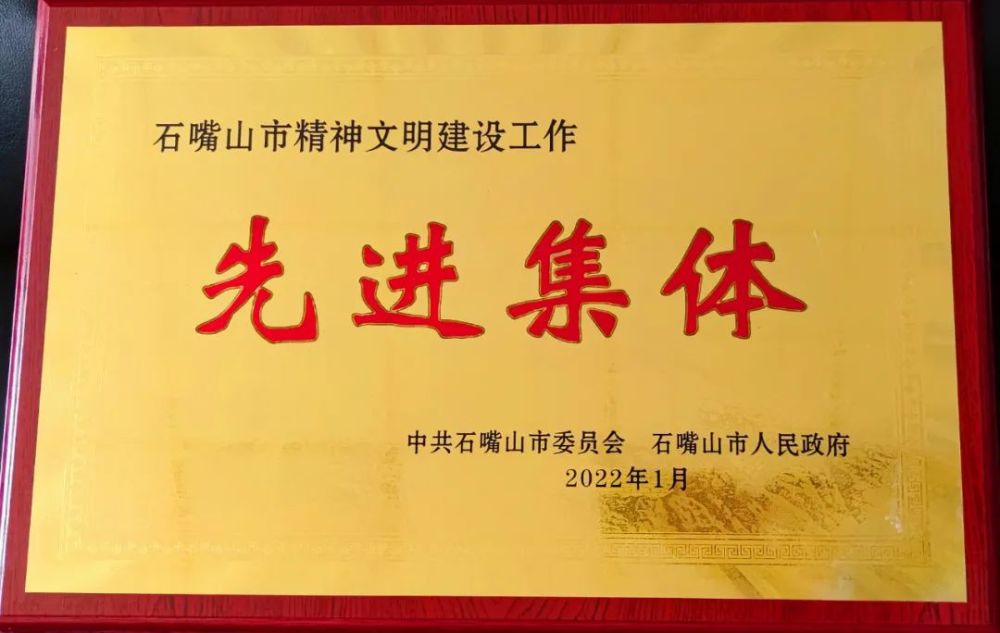 石嘴山市精神文明建设工作
先进集体
中共石嘴山市委员会 石嘴山市人民政府
2022年1月